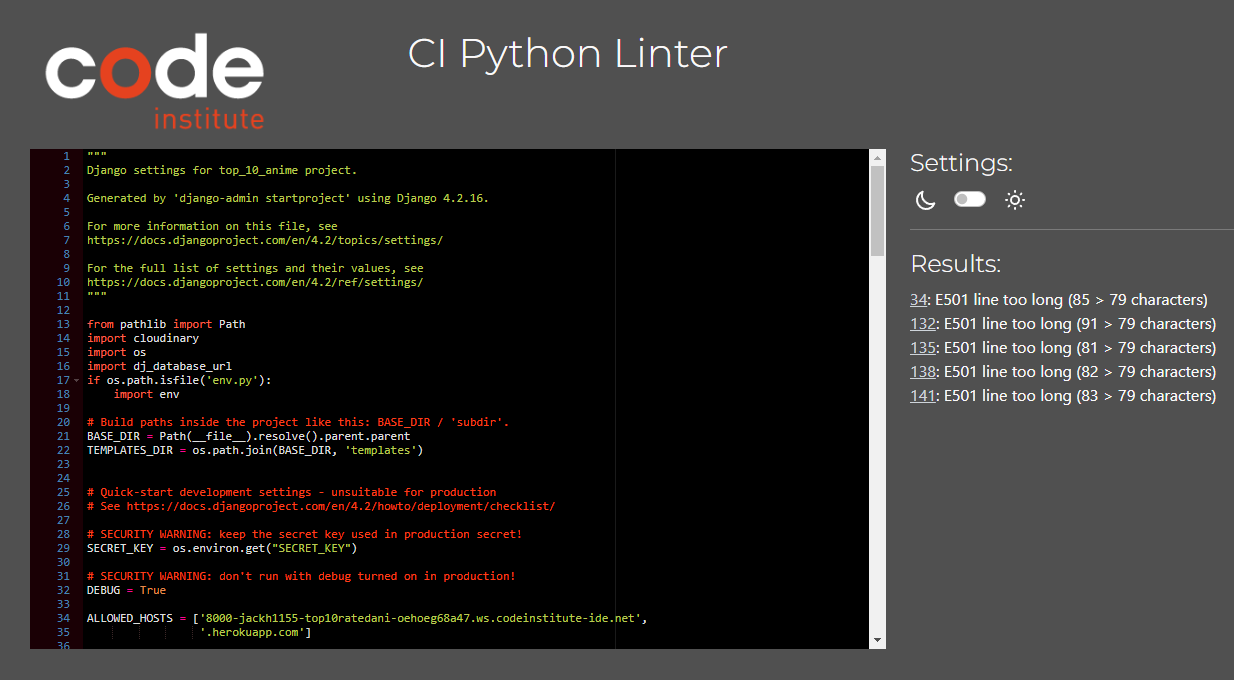 code
institute
CI Python Linter
1 """
2 Django settings for top_10_anime project.
3
4 Generated by 'django-admin startproject' using Django 4.2.16.
5
6 For more information on this file, see
7 https://docs.djangoproject.com/en/4.2/topics/settings/
8
9 For the full list of settings and their values, see
10 https://docs.djangoproject.com/en/4.2/ref/settings/
11 """
12
13 from pathlib import Path
14 import cloudinary
15 import os
16 import dj_database_url
17 if os.path.isfile('env.py'):
18     import env
19
20 # Build paths inside the project like this: BASE_DIR / 'subdir'.
21 BASE_DIR = Path(__file__).resolve().parent.parent
22 TEMPLATES_DIR = os.path.join(BASE_DIR, 'templates')
23
24
25 # Quick-start development settings - unsuitable for production
26 # See https://docs.djangoproject.com/en/4.2/howto/deployment/checklist/
27
28 # SECURITY WARNING: keep the secret key used in production secret!
29 SECRET_KEY = os.environ.get("SECRET_KEY")
30
31 # SECURITY WARNING: don't run with debug turned on in production!
32 DEBUG = True
33
34 ALLOWED_HOSTS = ['8000-jackh1155-top10ratedani-oehoeg68a47.ws.codeinstitute-ide.net',
35                  '.herokuapp.com']
36
Settings:
Results:
34: E501 line too long (85 > 79 characters)
132: E501 line too long (91 > 79 characters)
135: E501 line too long (81 > 79 characters)
138: E501 line too long (82 > 79 characters)
141: E501 line too long (83 > 79 characters)